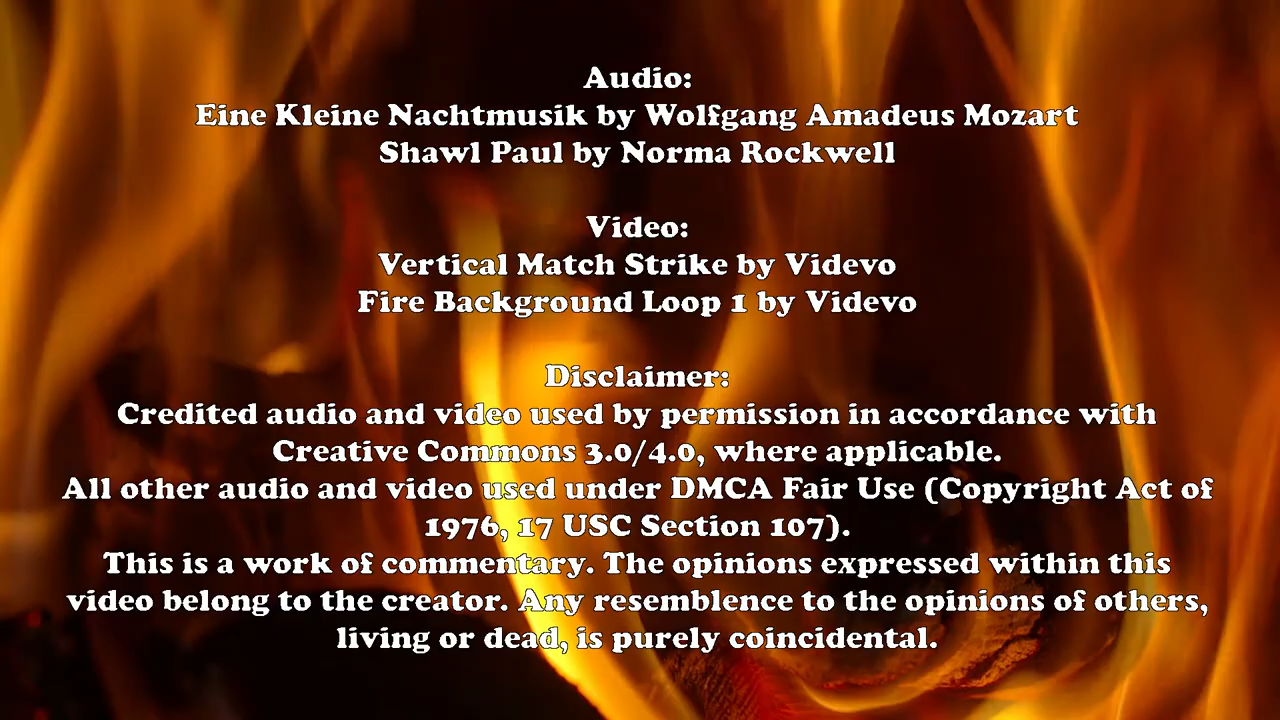 Audio:
Eine Kleine Nachtmusik by Wolfgang Amadeus Mozart
Shawl Paul by Norma Rockwell
Video:
Vertical Match Strike by Videvo
Fire Background Loop 1 by Videvo
Disclaimer:
Credited audio and video used by permission in accordance with
Creative Commons 3.0/4.0, where applicable.
All other audio and video used under DMCA Fair Use (Copyright Act of
1976, 17 USC Section 107).
This is a work of commentary. The opinions expressed within this
video belong to the creator. Any resemblence to the opinions of others,
living or dead, is purely coincidental.